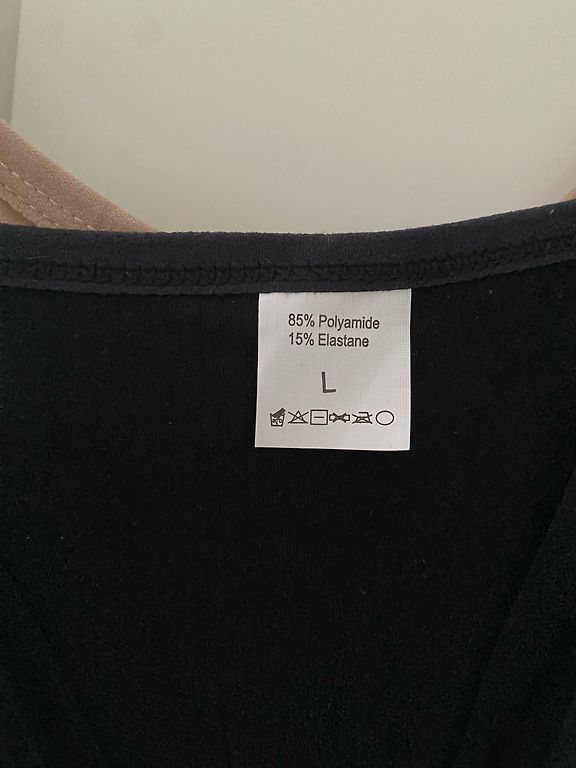 85% Polyamide
15% Elastane
L